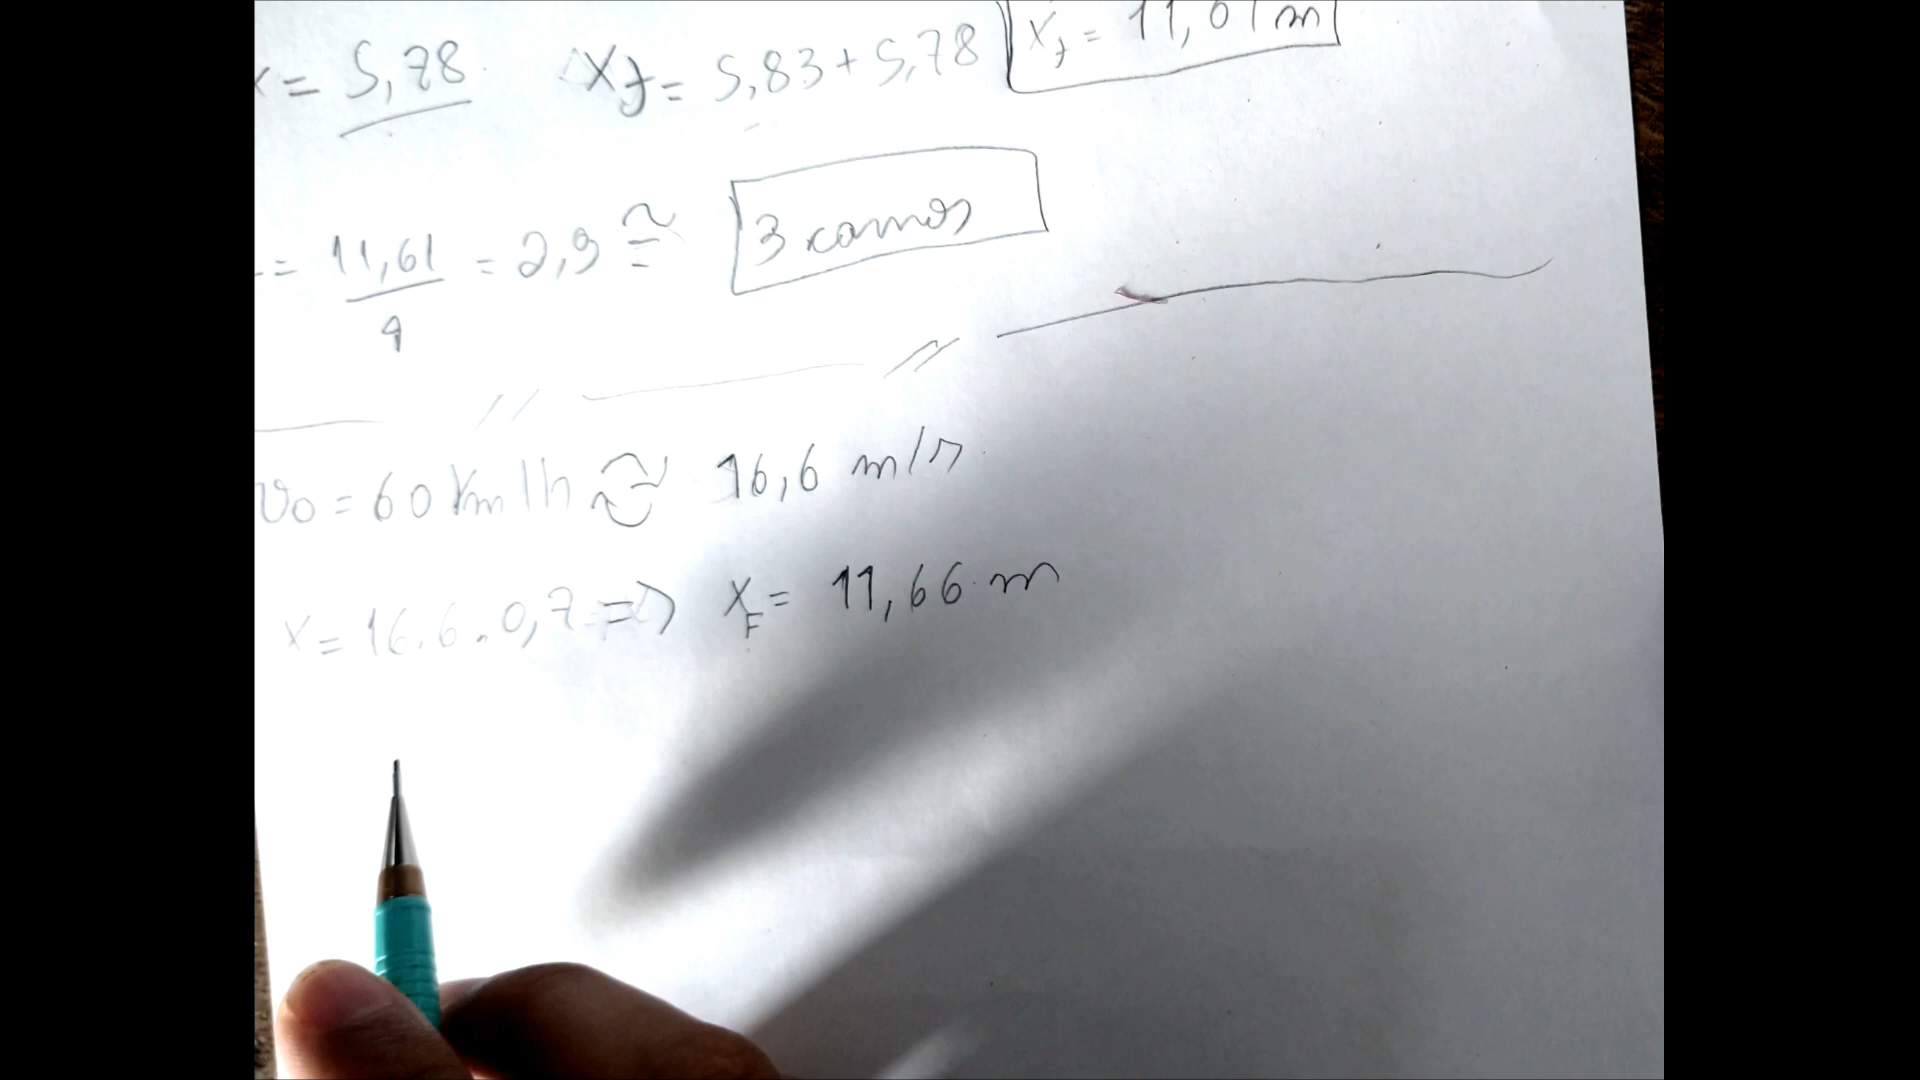 x = 5,78 Xf = 5,83 + 5,78 Xf = 11,61 m
= 11,61/4 = 2,9 ≅ 3 carros
v0 = 60 Km/h ≈ 16,6 m/s
X = 16,6 . 0,7 => XF = 11,66 m